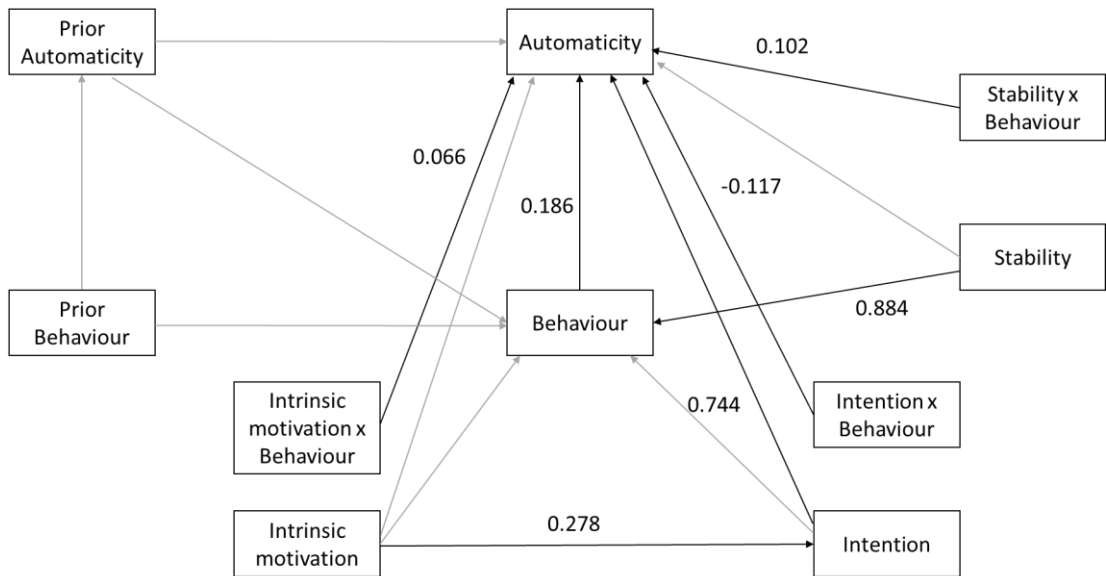 Prior
Automaticity
Automaticity
0.102
Stability x
Behaviour
0.066
-0.117
0.186
Stability
Prior
Behaviour
Behaviour
0.884
Intrinsic
motivation x
Behaviour
0.744
Intention x
Behaviour
Intrinsic
motivation
0.278
Intention